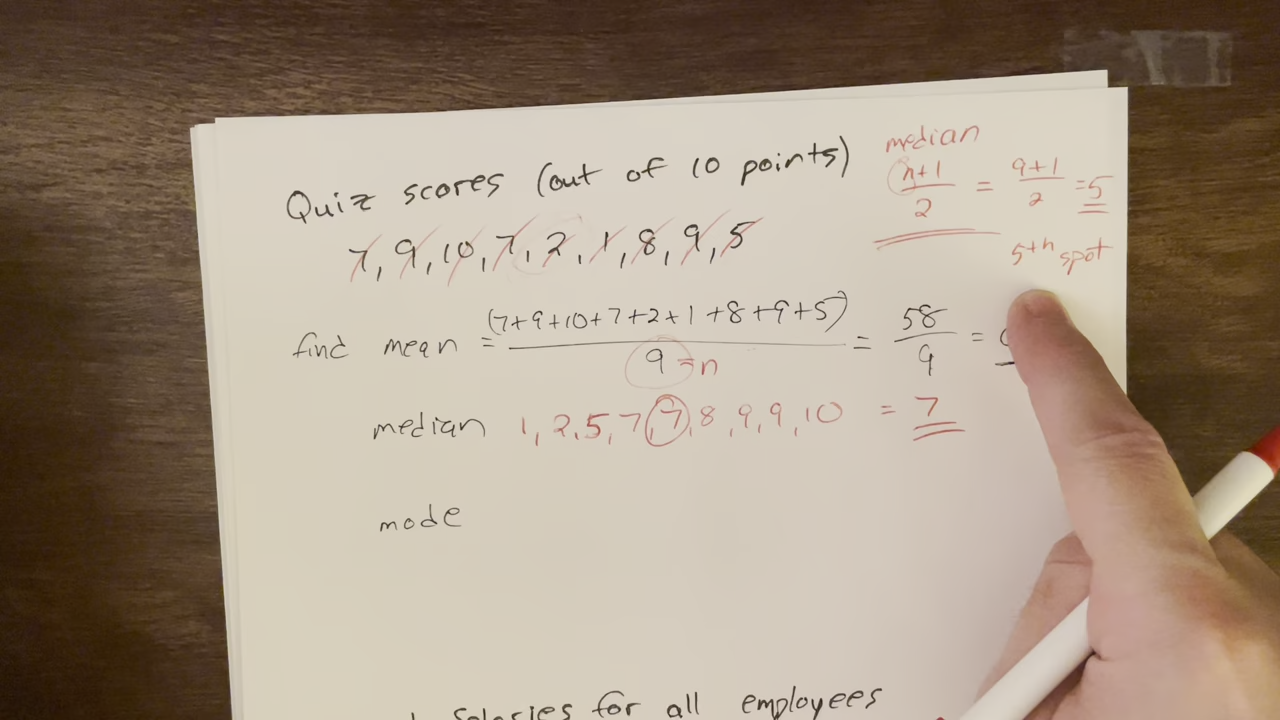 Quiz scores (out of 10 points)
7, 9, 10, 7, 2, 1, 8, 9, 5
median
n+1/2 = 9+1/2 = 5
5th spot
find mean = (7+9+10+7+2+1+8+9+5)/9 = 58/9 =
= n
median 1, 2, 5, 7, 7, 8, 9, 9, 10 = 7
mode
salaries for all employees